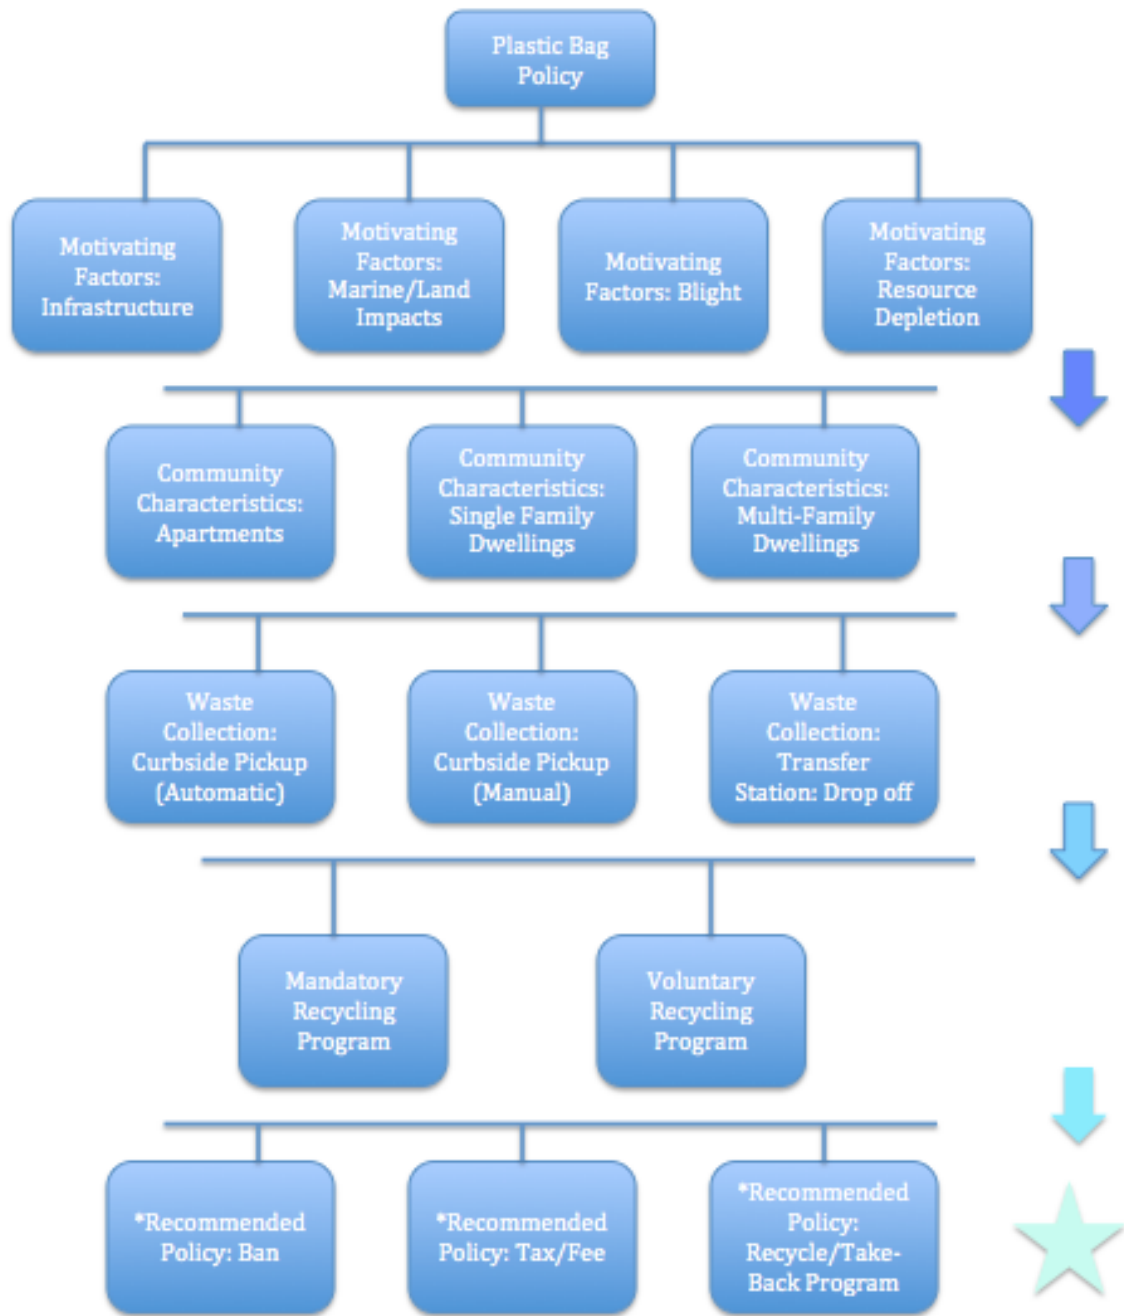 Plastic Bag
Policy
Motivating
Factors:
Infrastructure
Motivating
Factors:
Marine/Land
Impacts
Motivating
Factors: Blight
Motivating
Factors:
Resource
Depletion
Community
Characteristics:
Apartments
Community
Characteristics:
Single Family
Dwellings
Community
Characteristics:
Multi-Family
Dwellings
Waste
Collection:
Curbside Pickup
(Automatic)
Waste
Collection:
Curbside Pickup
(Manual)
Waste
Collection:
Transfer
Station: Drop off
Mandatory
Recycling
Program
Voluntary
Recycling
Program
*Recommended
Policy: Ban
*Recommended
Policy: Tax/Fee
*Recommended
Policy:
Recycle/Take-
Back Program